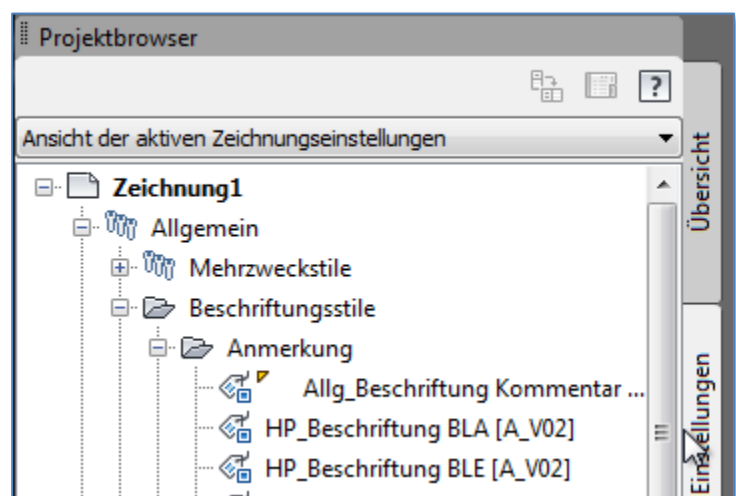 Projektbrowser
?
Ansicht der aktiven Zeichnungseinstellungen
Zeichnung1
Allgemein
Mehrzweckstile
Beschriftungsstile
Anmerkung
Allg_Beschriftung Kommentar ...
HP_Beschriftung BLA [A_V02]
HP_Beschriftung BLE [A_V02]
Übersicht
Einstellungen